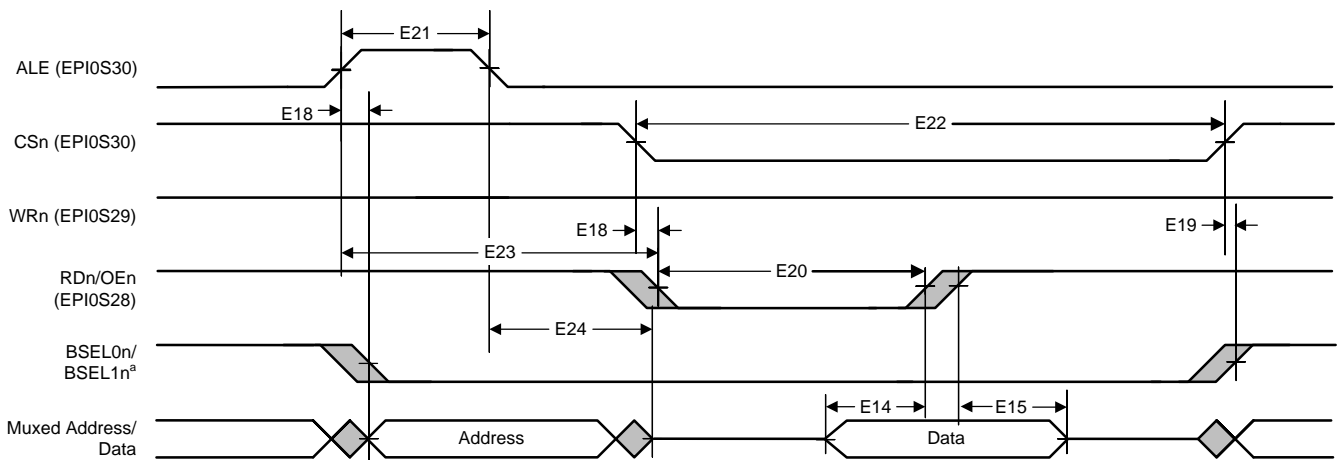 E21
ALE (EPI0S30)
E18
CSn (EPI0S30)
E22
WRn (EPI0S29)
E18
E19
E23
RDn/OEn
(EPI0S28)
E20
E24
BSEL0n/
BSEL1nᵃ
E14
E15
Muxed Address/
Data
Address
Data